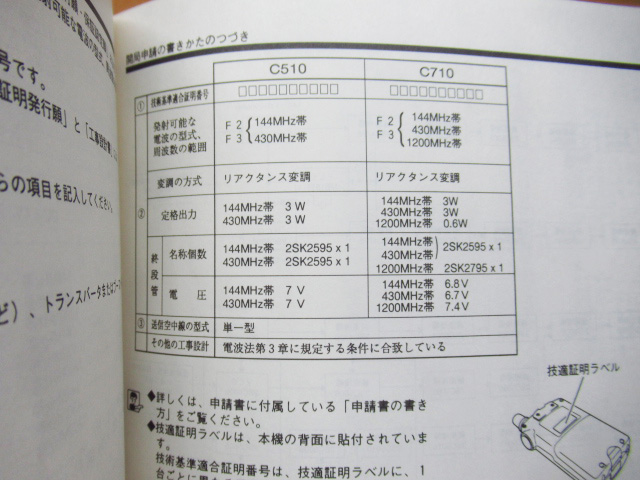 開局申請の書きかたのつづき
C510 C710
① 技術基準適合証明番号 □□□□□□□□□□ □□□□□□□□□□
発射可能な
電波の型式、
周波数の範囲
F2
F3
144MHz帯
430MHz帯
F2
F3
144MHz帯
430MHz帯
1200MHz帯
変調の方式 リアクタンス変調 リアクタンス変調
②
定格出力
144MHz帯 3W
430MHz帯 3W
144MHz帯 3W
430MHz帯 3W
1200MHz帯 0.6W
終段管
名称個数
144MHz帯 2SK2595 x 1
430MHz帯 2SK2595 x 1
144MHz帯
430MHz帯
2SK2595 x 1
1200MHz帯 2SK2795 x 1
電圧
144MHz帯 7 V
430MHz帯 7 V
144MHz帯 6.8V
430MHz帯 6.7V
1200MHz帯 7.4V
③ 送信空中線の型式 単一型
その他の工事設計 電波法第3章に規定する条件に合致している
◆詳しくは、申請書に付属している「申請書の書き
方」をご覧ください。
◆技適証明ラベルは、本機の背面に貼付されていま
す。
技術基準適合証明番号は、技適証明ラベルに、1
技適証明ラベル
号です。
証明発行願」と「工事設計書
らの項目を記入してください。
ど）、トランスバータまたは